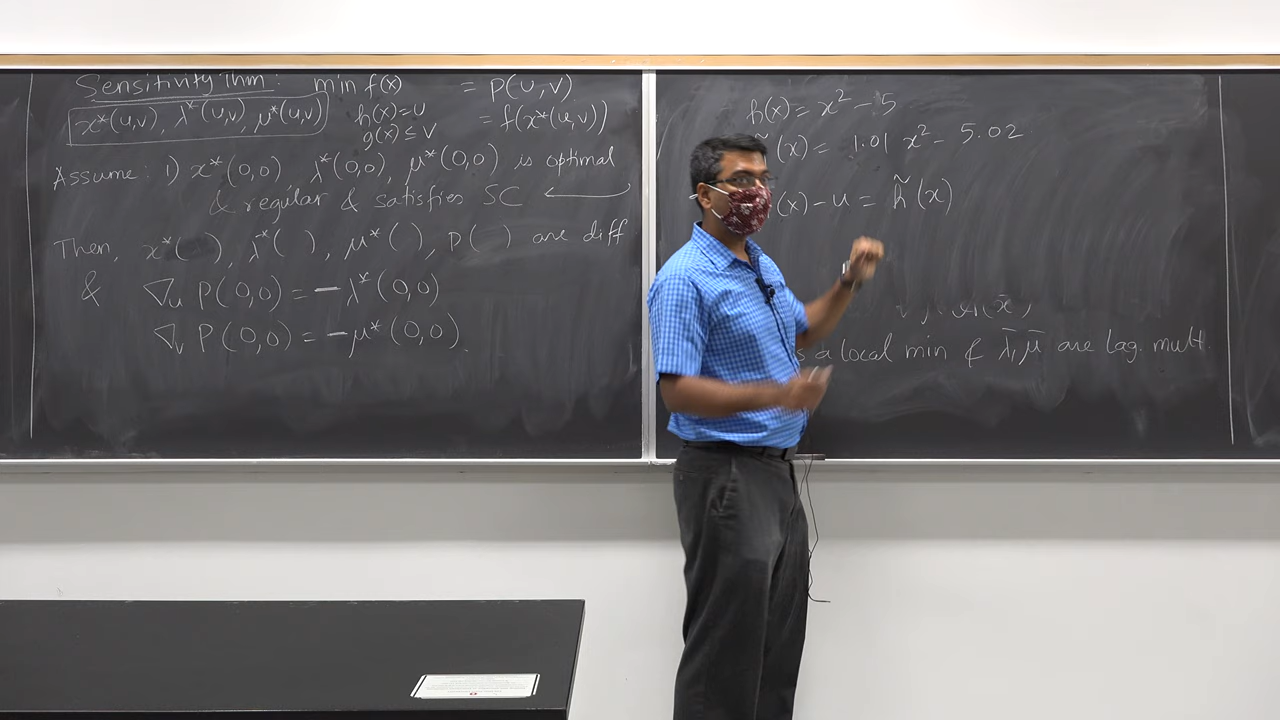 Sensitivity Thm: min f(x) = P(u,v)
x*(u,v), λ*(u,v), μ*(u,v) h(x)=u = f(x*(u,v))
g(x)≤v
Assume: 1) x*(0,0) λ*(0,0), μ*(0,0) is optimal
& regular & satisfies SC
Then, x*( ), λ*( ), μ*( ), P( ) are diff
& ∇u P(0,0) = -λ*(0,0)
∇v P(0,0) = -μ*(0,0).
h(x) = x² - 5
(x) = 1.01 x² - 5.02
(x) - u = h̃(x)
a local min & λ̄, μ̄ are lag. mult.